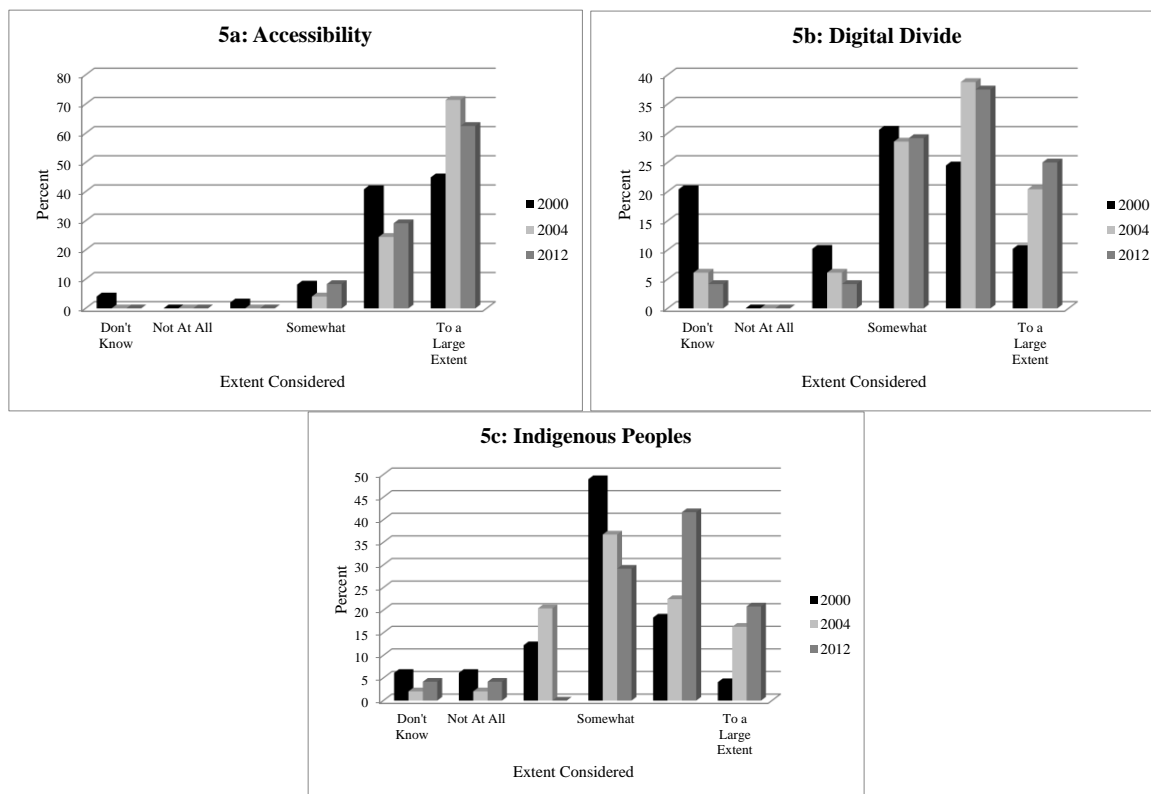 5a: Accessibility
80
70
60
50
40
30
20
10
0
Percent
Don't Know
Not At All
Somewhat
To a Large Extent
Extent Considered
2000
2004
2012
5b: Digital Divide
40
35
30
25
20
15
10
5
0
Percent
Don't Know
Not At All
Somewhat
To a Large Extent
Extent Considered
2000
2004
2012
5c: Indigenous Peoples
50
45
40
35
30
25
20
15
10
5
0
Percent
Don't Know
Not At All
Somewhat
To a Large Extent
Extent Considered
2000
2004
2012